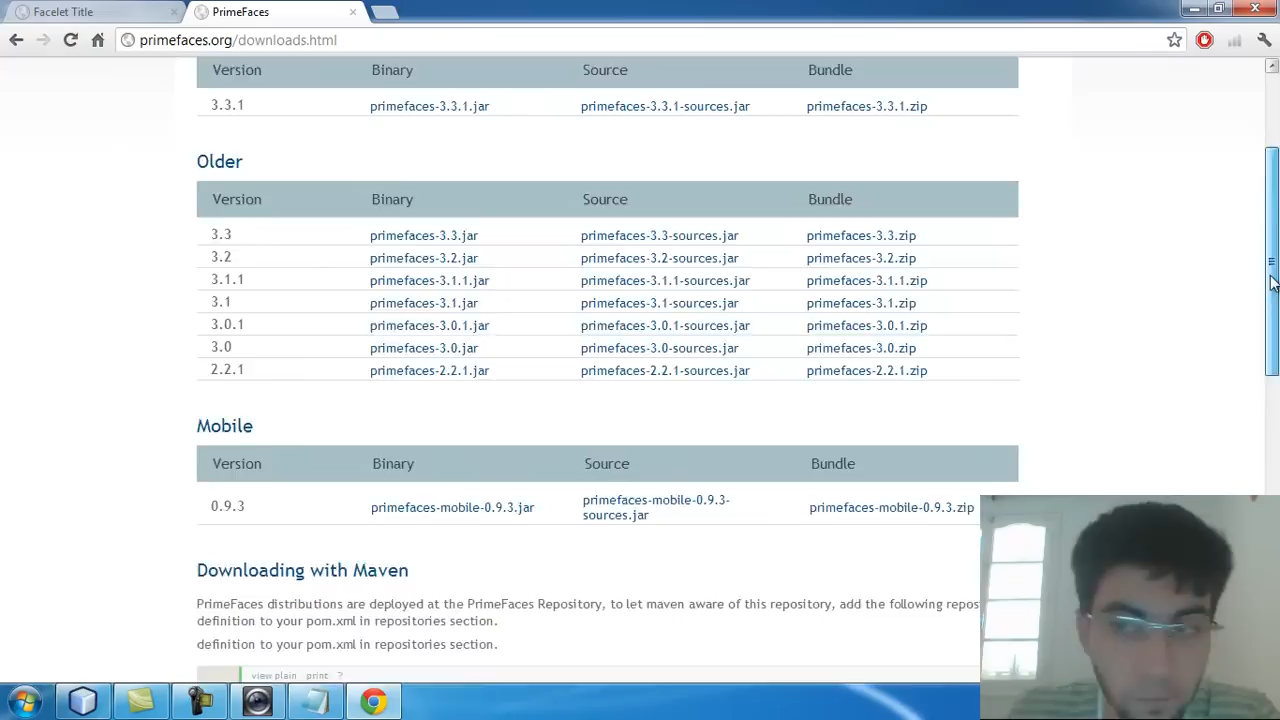 Facelet Title
PrimeFaces
primefaces.org/downloads.html
Version Binary Source Bundle
3.3.1 primefaces-3.3.1.jar primefaces-3.3.1-sources.jar primefaces-3.3.1.zip
Older
Version Binary Source Bundle
3.3 primefaces-3.3.jar primefaces-3.3-sources.jar primefaces-3.3.zip
3.2 primefaces-3.2.jar primefaces-3.2-sources.jar primefaces-3.2.zip
3.1.1 primefaces-3.1.1.jar primefaces-3.1.1-sources.jar primefaces-3.1.1.zip
3.1 primefaces-3.1.jar primefaces-3.1-sources.jar primefaces-3.1.zip
3.0.1 primefaces-3.0.1.jar primefaces-3.0.1-sources.jar primefaces-3.0.1.zip
3.0 primefaces-3.0.jar primefaces-3.0-sources.jar primefaces-3.0.zip
2.2.1 primefaces-2.2.1.jar primefaces-2.2.1-sources.jar primefaces-2.2.1.zip
Mobile
Version Binary Source Bundle
0.9.3 primefaces-mobile-0.9.3.jar primefaces-mobile-0.9.3-sources.jar primefaces-mobile-0.9.3.zip
Downloading with Maven
PrimeFaces distributions are deployed at the PrimeFaces Repository, to let maven aware of this repository, add the following repos
definition to your pom.xml in repositories section.
definition to your pom.xml in repositories section.
view plain print ?